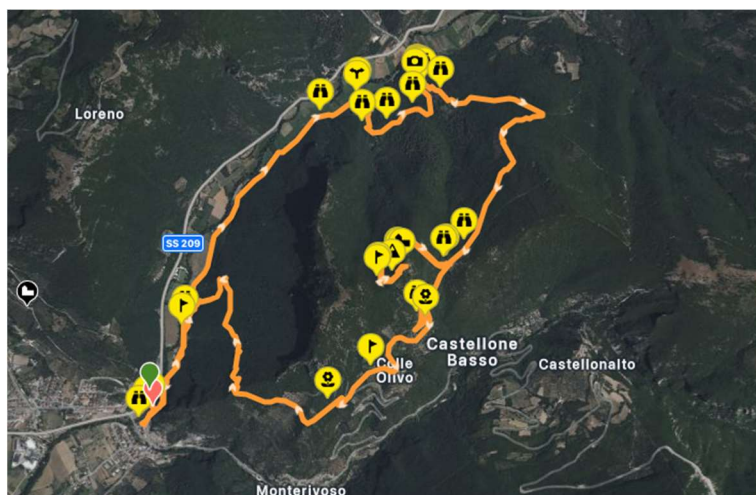 Loreno
SS 209
Castellone
Basso
Castellonalto
Colle
Olivo
Monterivoso